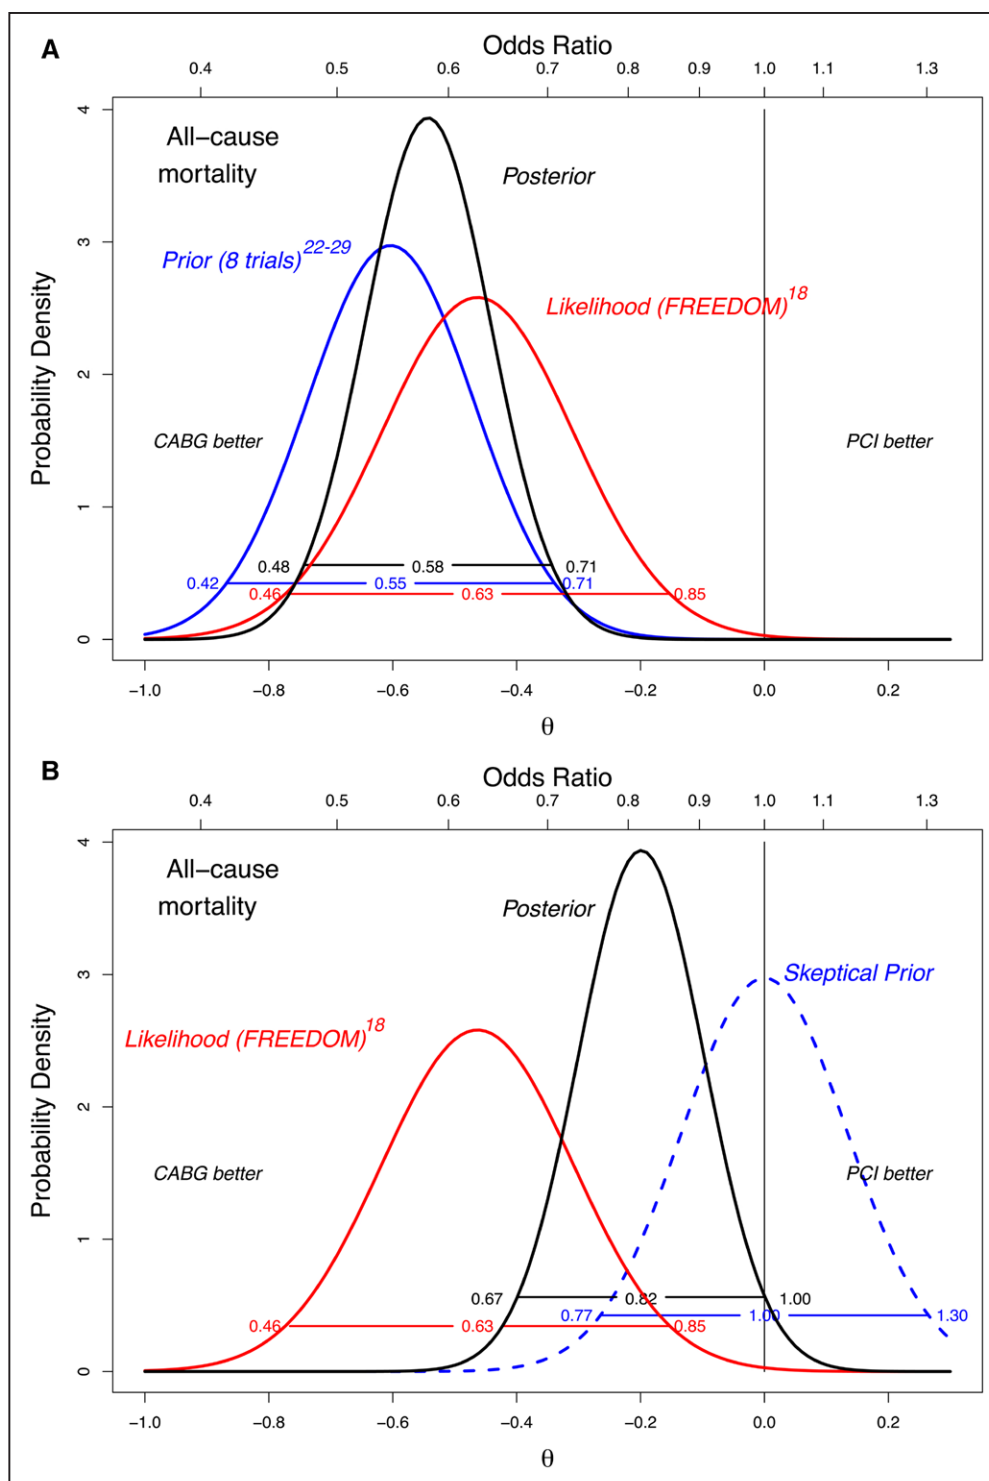 A
Odds Ratio
0.4 0.5 0.6 0.7 0.8 0.9 1.0 1.1 1.3
All−cause
mortality
Posterior
Prior (8 trials)22-29
Likelihood (FREEDOM)18
CABG better
PCI better
0.48 0.58 0.71
0.42 0.55 0.71
0.46 0.63 0.85
Probability Density
4
3
2
1
0
−1.0 −0.8 −0.6 −0.4 −0.2 0.0 0.2
θ
B
Odds Ratio
0.4 0.5 0.6 0.7 0.8 0.9 1.0 1.1 1.3
All−cause
mortality
Posterior
Skeptical Prior
Likelihood (FREEDOM)18
CABG better
PCI better
0.67 0.82 1.00
0.77 1.00 1.30
0.46 0.63 0.85
Probability Density
4
3
2
1
0
−1.0 −0.8 −0.6 −0.4 −0.2 0.0 0.2
θ